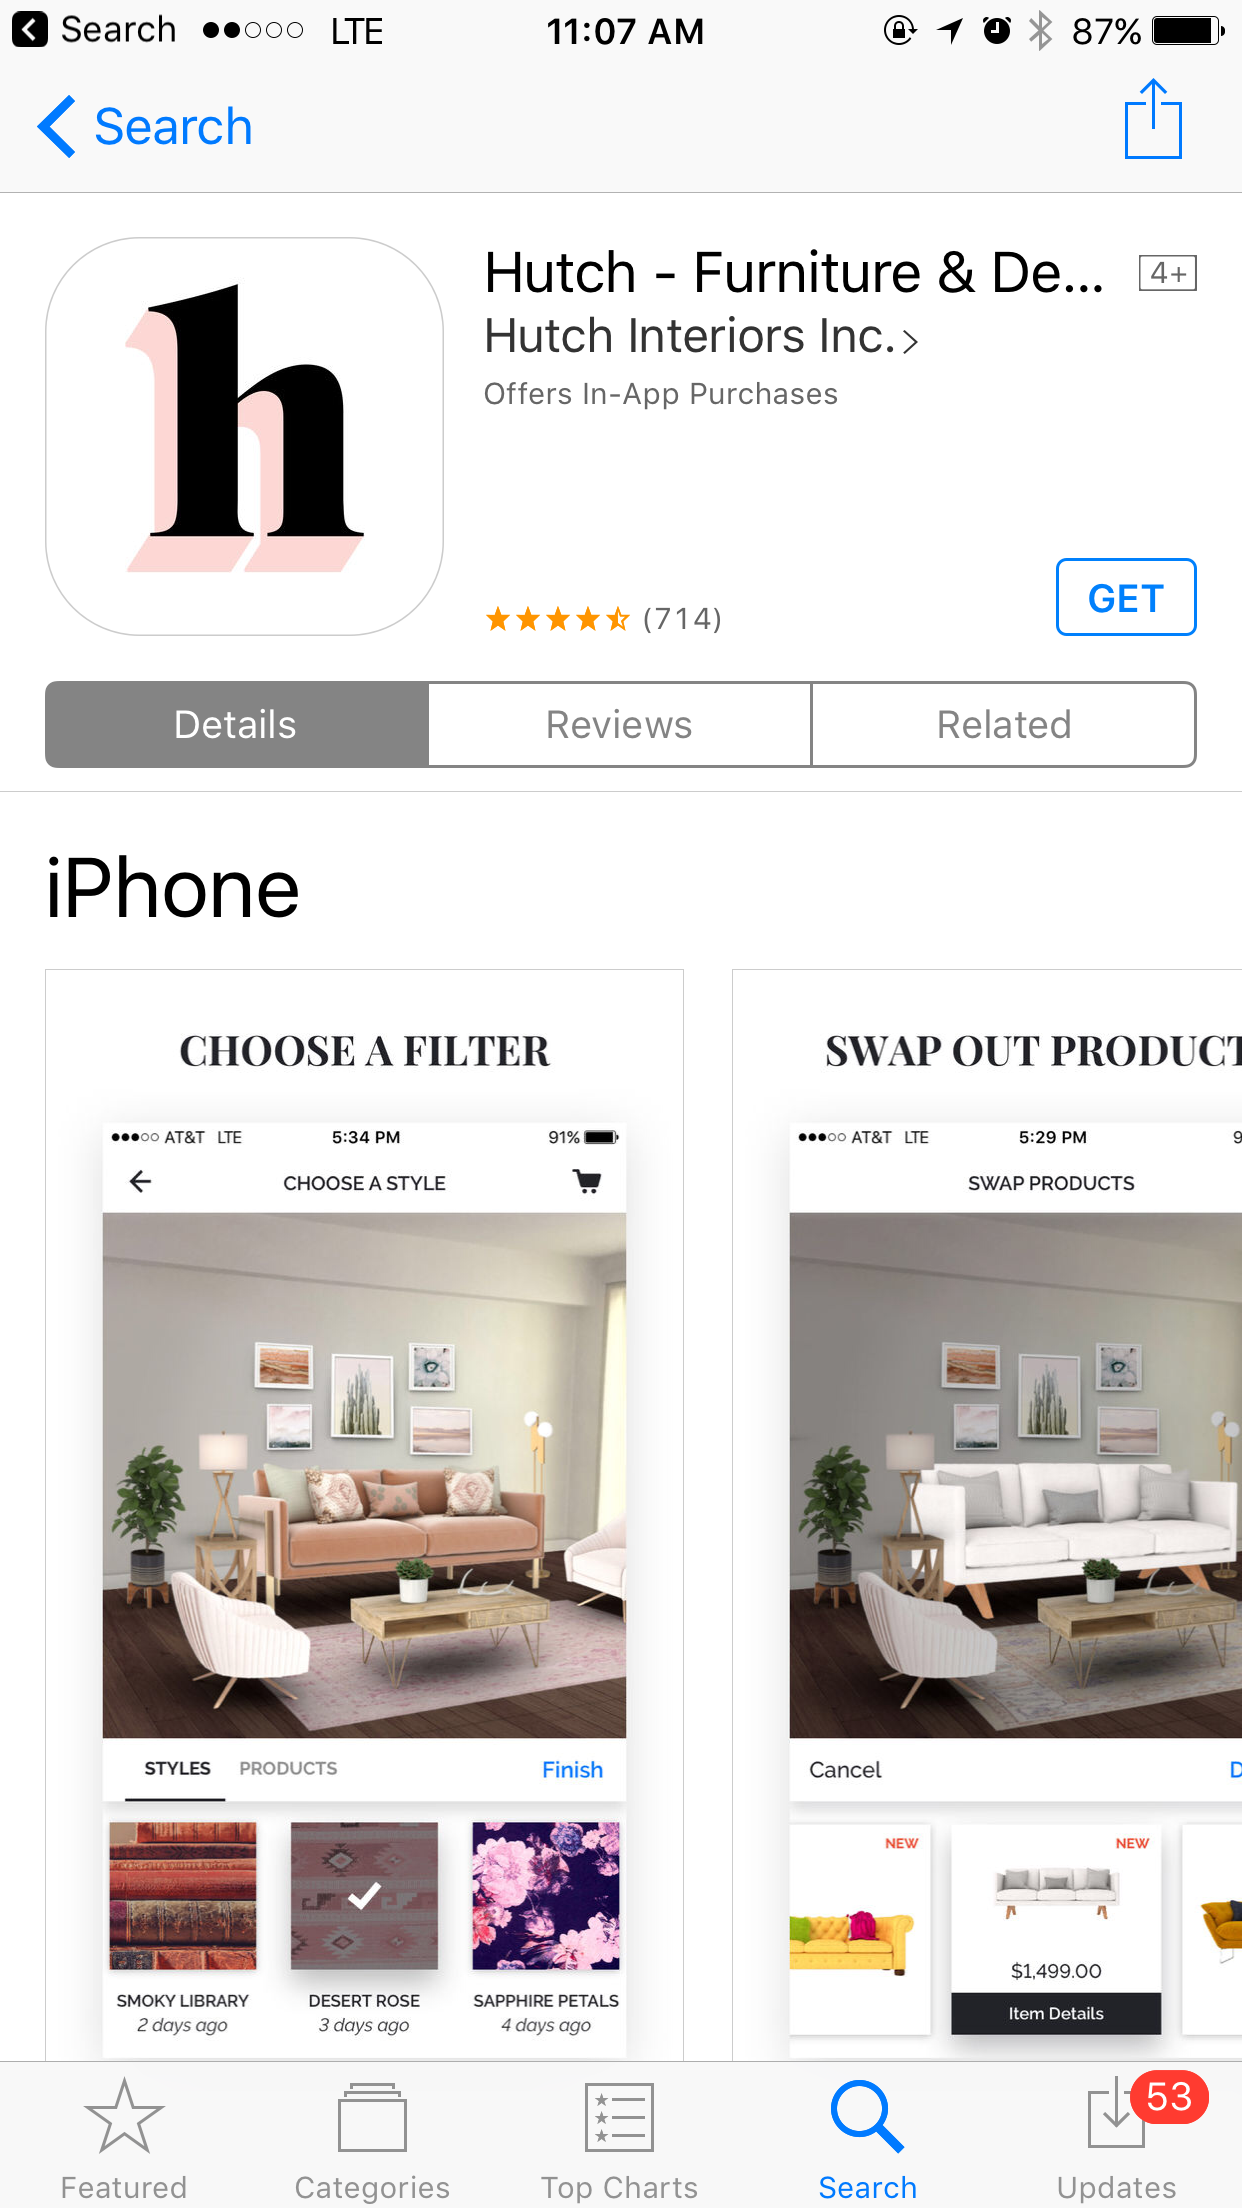 Search LTE 11:07 AM 87%
Search
h
Hutch - Furniture & De... 4+
Hutch Interiors Inc.
Offers In-App Purchases
(714) GET
Details Reviews Related
iPhone
CHOOSE A FILTER
AT&T LTE 5:34 PM 91%
CHOOSE A STYLE
STYLES PRODUCTS Finish
SMOKY LIBRARY DESERT ROSE SAPPHIRE PETALS
2 days ago 3 days ago 4 days ago
SWAP OUT PRODUCT
AT&T LTE 5:29 PM 9
SWAP PRODUCTS
Cancel D
NEW NEW
$1,499.00
Item Details
53
Featured Categories Top Charts Search Updates